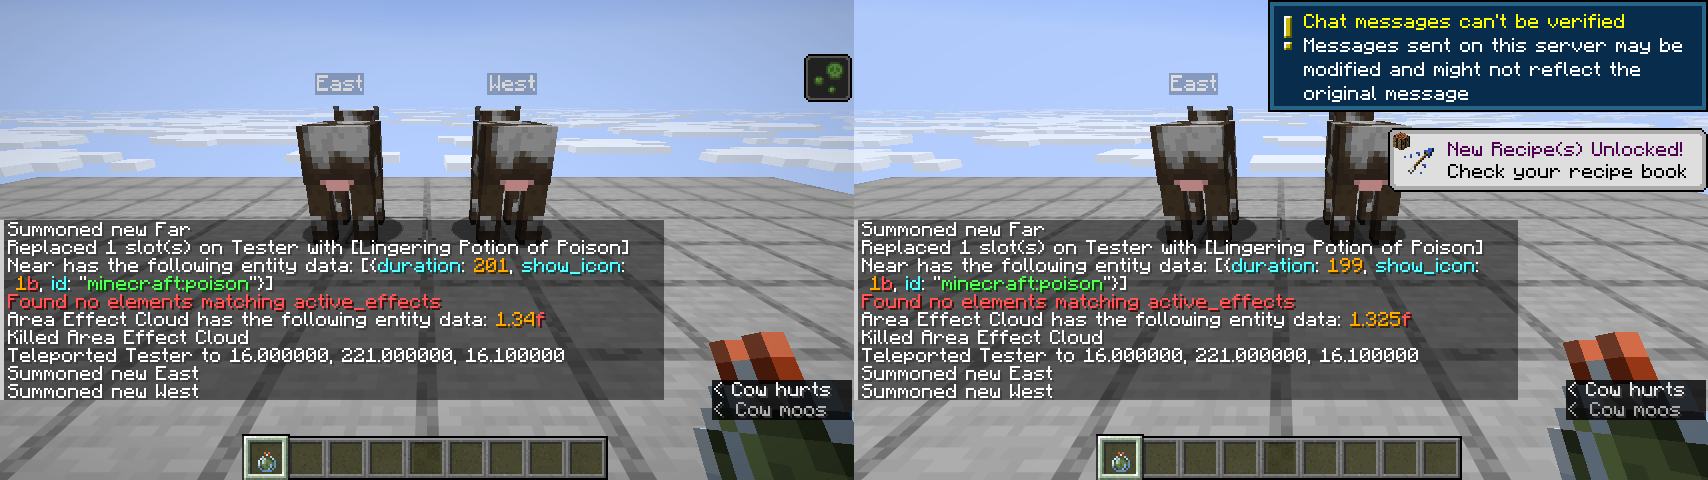 East
West
Summoned new Far
Replaced 1 slot(s) on Tester with [Lingering Potion of Poison]
Near has the following entity data: [{duration: 201, show_icon:
1b, id: "minecraft:poison"}]
Found no elements matching active_effects
Area Effect Cloud has the following entity data: 1.34f
Killed Area Effect Cloud
Teleported Tester to 16.000000, 221.000000, 16.100000
Summoned new East
Summoned new West
< Cow hurts
< Cow moos
Chat messages can't be verified
Messages sent on this server may be
modified and might not reflect the
original message
East
New Recipe(s) Unlocked!
Check your recipe book
Summoned new Far
Replaced 1 slot(s) on Tester with [Lingering Potion of Poison]
Near has the following entity data: [{duration: 199, show_icon:
1b, id: "minecraft:poison"}]
Found no elements matching active_effects
Area Effect Cloud has the following entity data: 1.325f
Killed Area Effect Cloud
Teleported Tester to 16.000000, 221.000000, 16.100000
Summoned new East
Summoned new West
< Cow hurts
< Cow moos